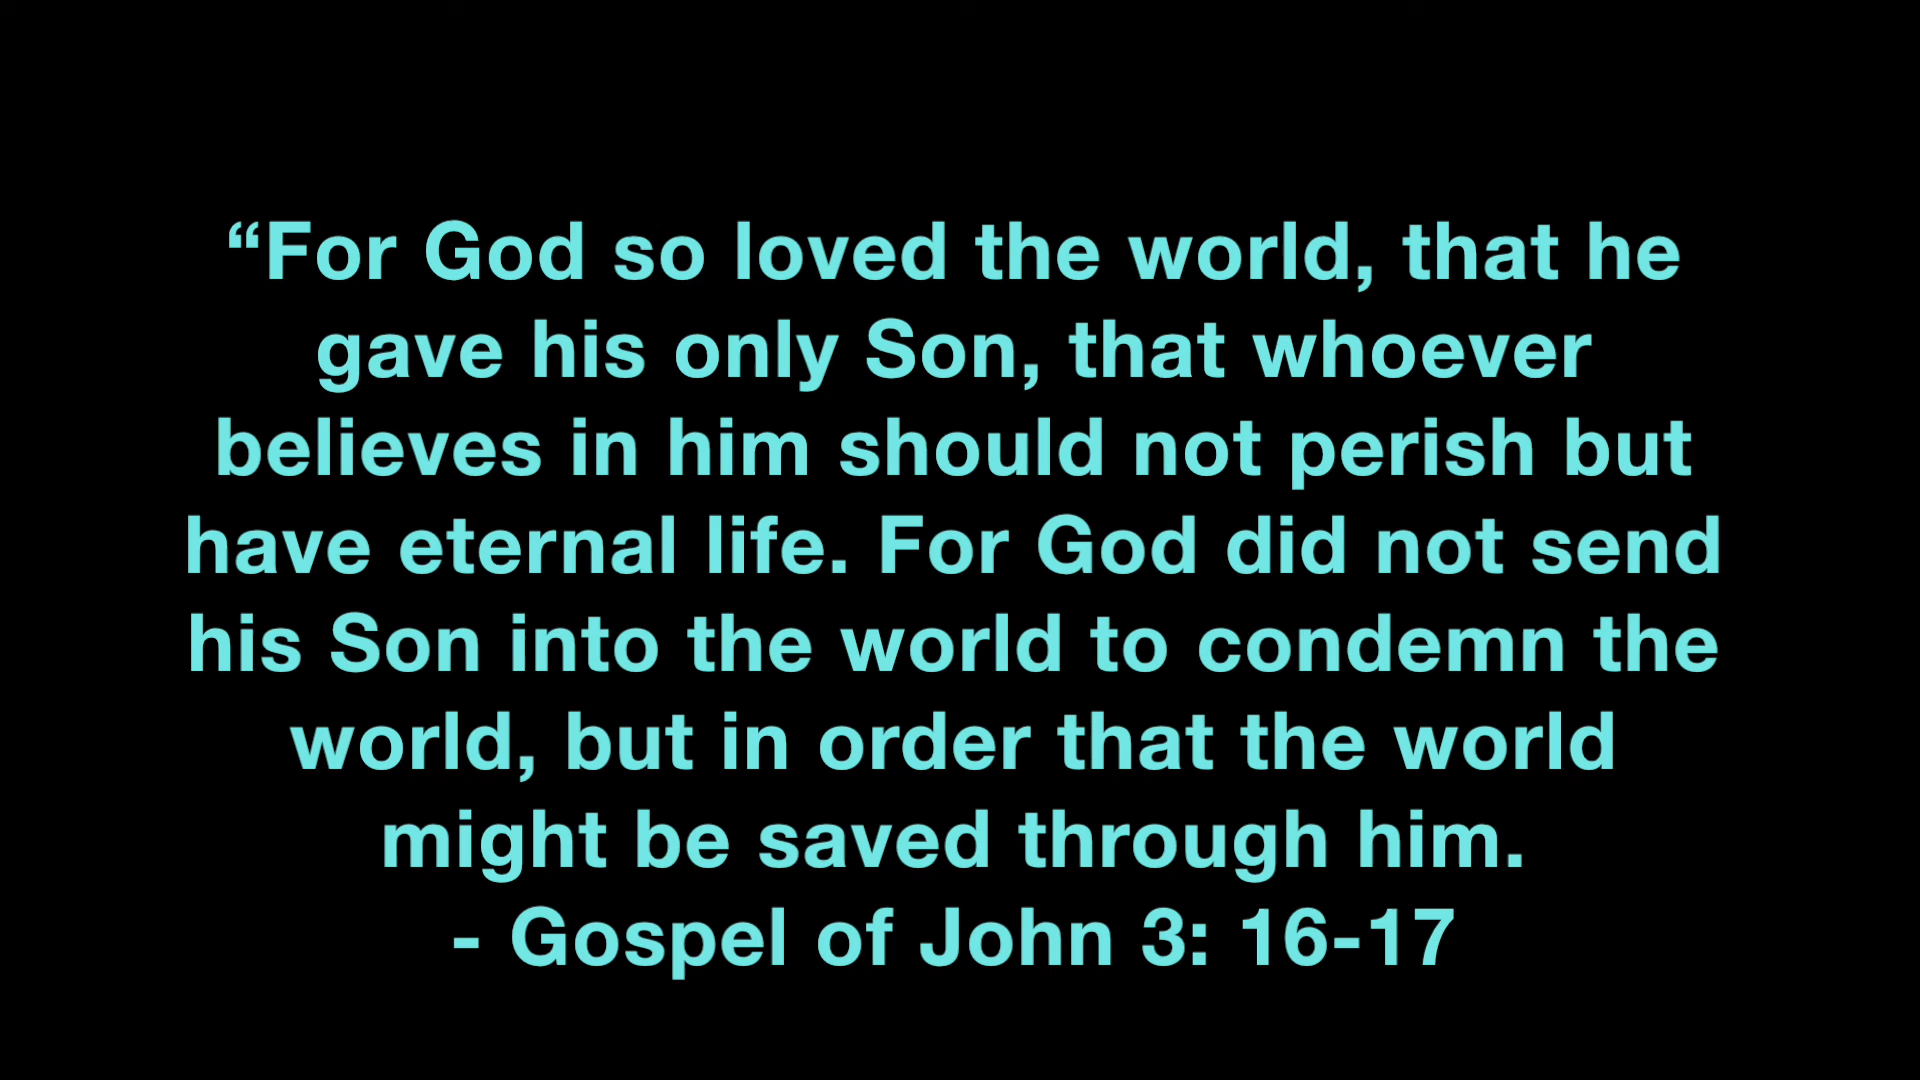 “For God so loved the world, that he
gave his only Son, that whoever
believes in him should not perish but
have eternal life. For God did not send
his Son into the world to condemn the
world, but in order that the world
might be saved through him.
- Gospel of John 3: 16-17